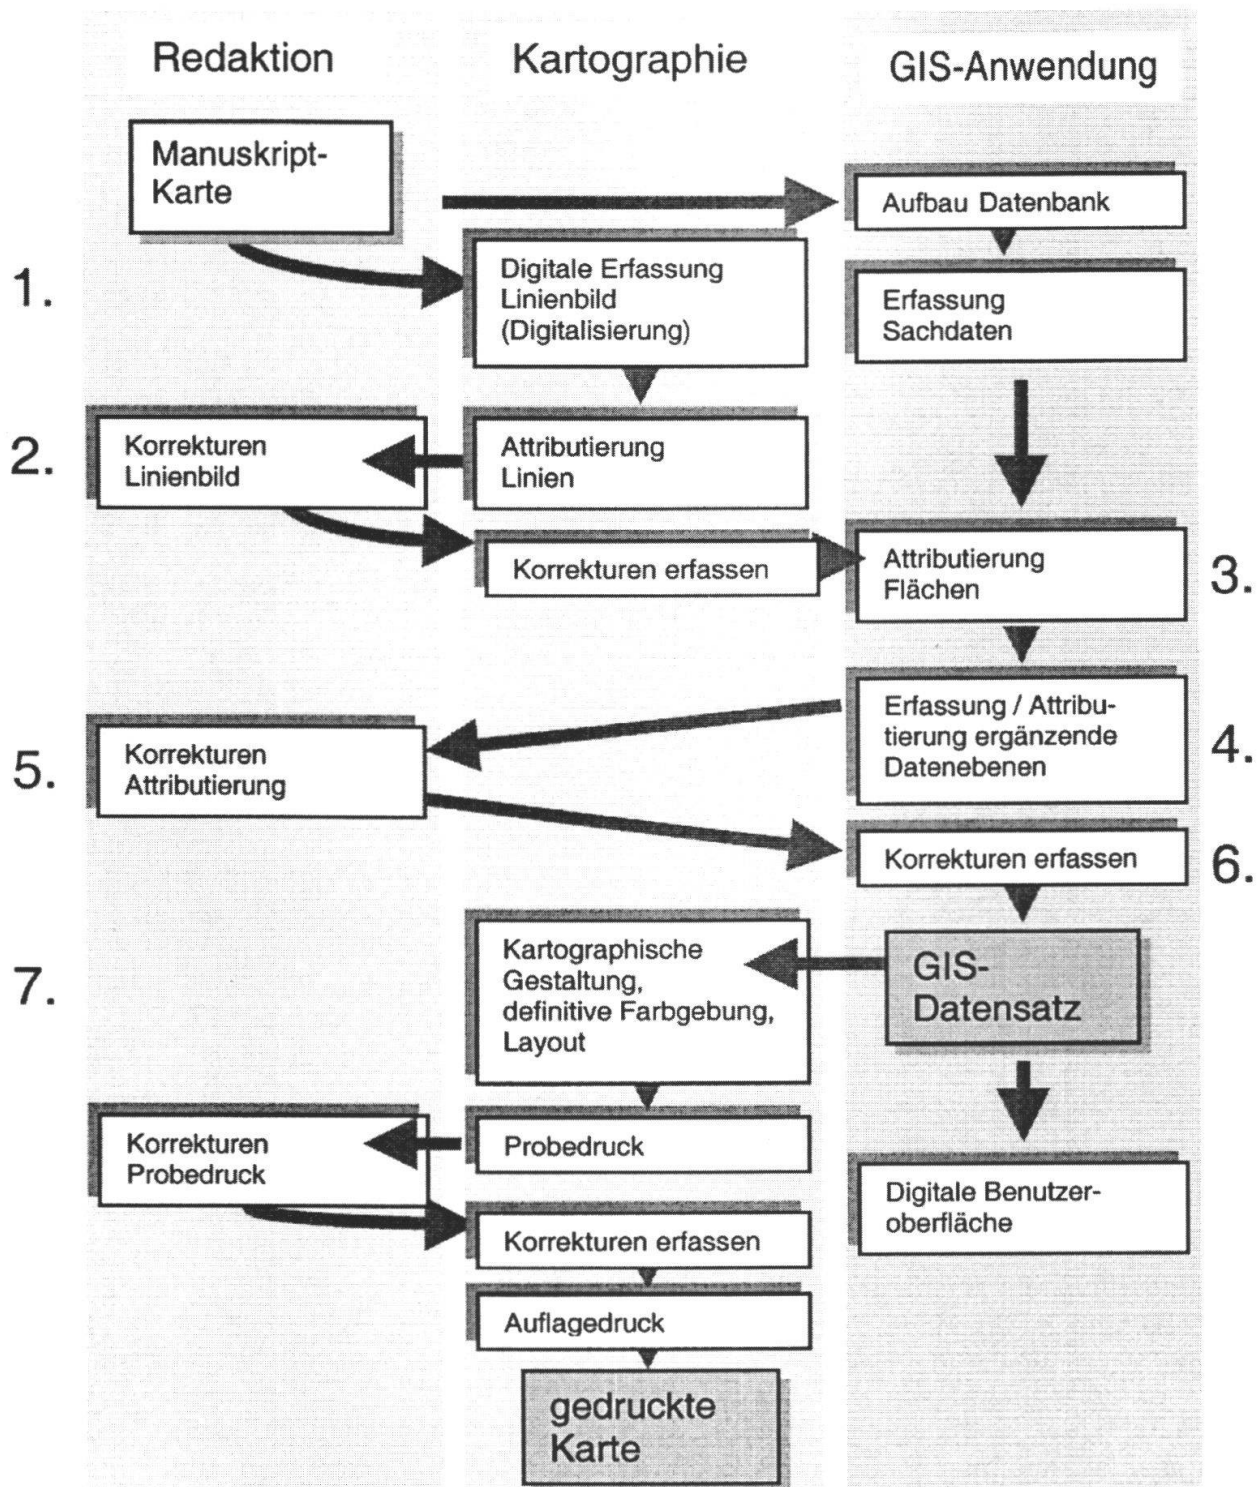 Redaktion
Kartographie
GIS-Anwendung
Manuskript-
Karte
Aufbau Datenbank
1.
Digitale Erfassung
Linienbild
(Digitalisierung)
Erfassung
Sachdaten
2.
Korrekturen
Linienbild
Attributierung
Linien
Korrekturen erfassen
Attributierung
Flächen
3.
Erfassung / Attribu-
tierung ergänzende
Datenebenen
4.
5.
Korrekturen
Attributierung
Korrekturen erfassen
6.
7.
Kartographische
Gestaltung,
definitive Farbgebung,
Layout
GIS-
Datensatz
Korrekturen
Probedruck
Probedruck
Digitale Benutzer-
oberfläche
Korrekturen erfassen
Auflagedruck
gedruckte
Karte